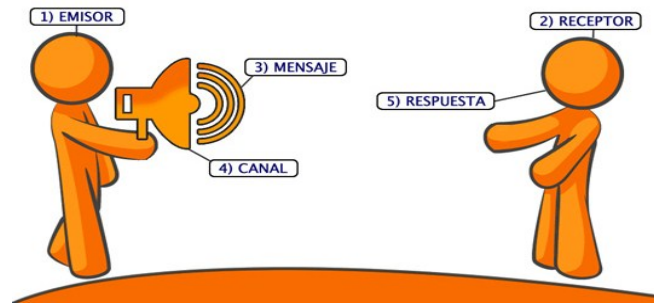 1) EMISOR
2) RECEPTOR
3) MENSAJE
5) RESPUESTA
4) CANAL